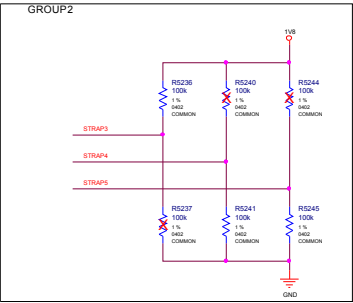 GROUP2
1V8
R5236
100k
1 %
0402
COMMON
R5240
100k
1 %
0402
COMMON
R5244
100k
1 %
0402
COMMON
STRAP3
STRAP4
STRAP5
R5237
100k
1 %
0402
COMMON
R5241
100k
1 %
0402
COMMON
R5245
100k
1 %
0402
COMMON
GND